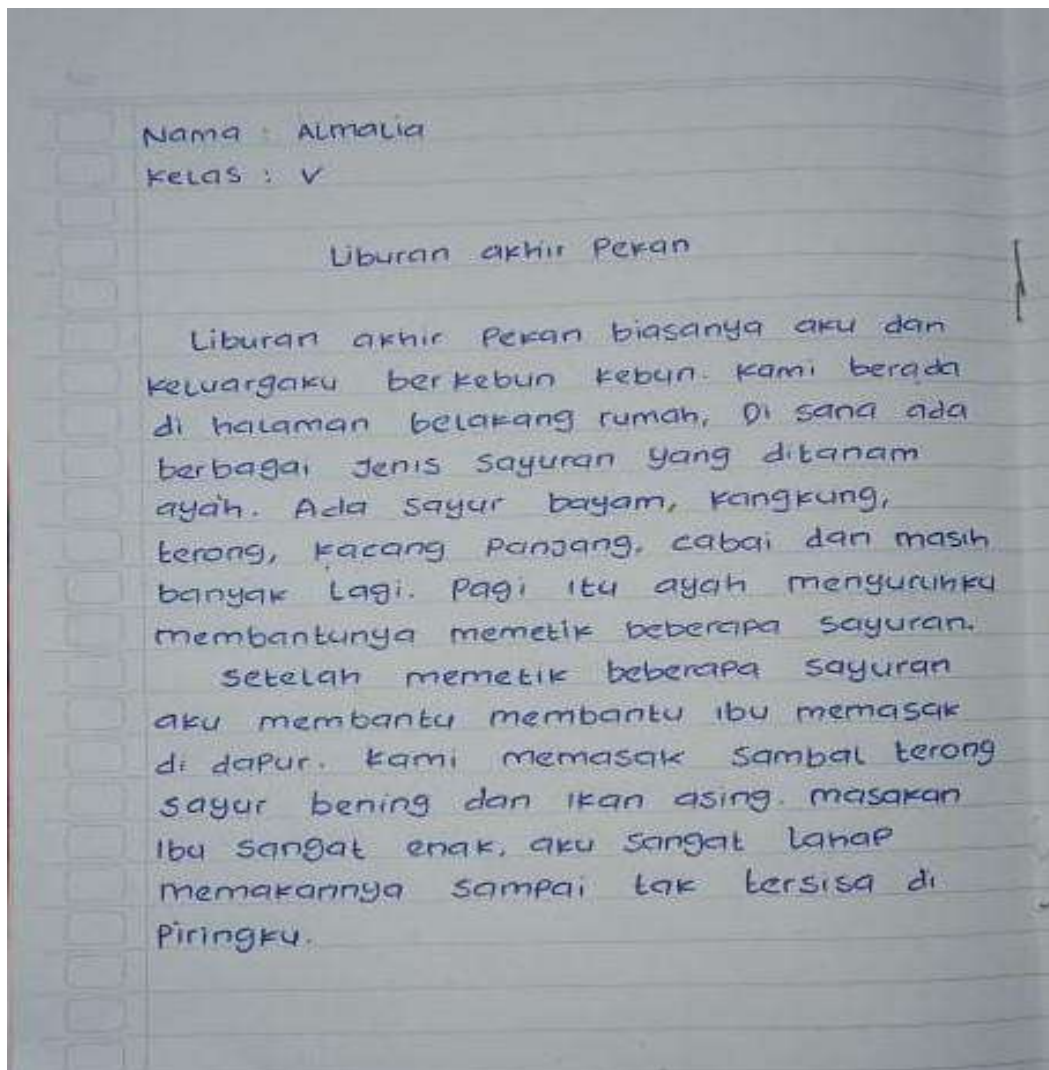 Nama : ALmaLia
Kelas : V
Liburan akhir Pekan
Liburan akhir Pekan biasanya aku dan
keluargaku berkebun kebun. Kami berada
di halaman belakang rumah, Di sana ada
berbagai Jenis Sayuran yang ditanam
ayah. Ada Sayur bayam, kangkung,
terong, Kacang Panjang, cabai dan masih
banyak Lagi. Pagi itu ayah menyuruhku
membantunya memetik beberapa Sayuran.
Setelah memetik beberapa sayuran
aku membantu membantu ibu memasak
di dapur. Kami memasak Sambal terong
sayur bening dan ikan asing. masakan
ibu sangat enak, aku Sangat Lahap
memakannya sampai tak tersisa di
Piringku.